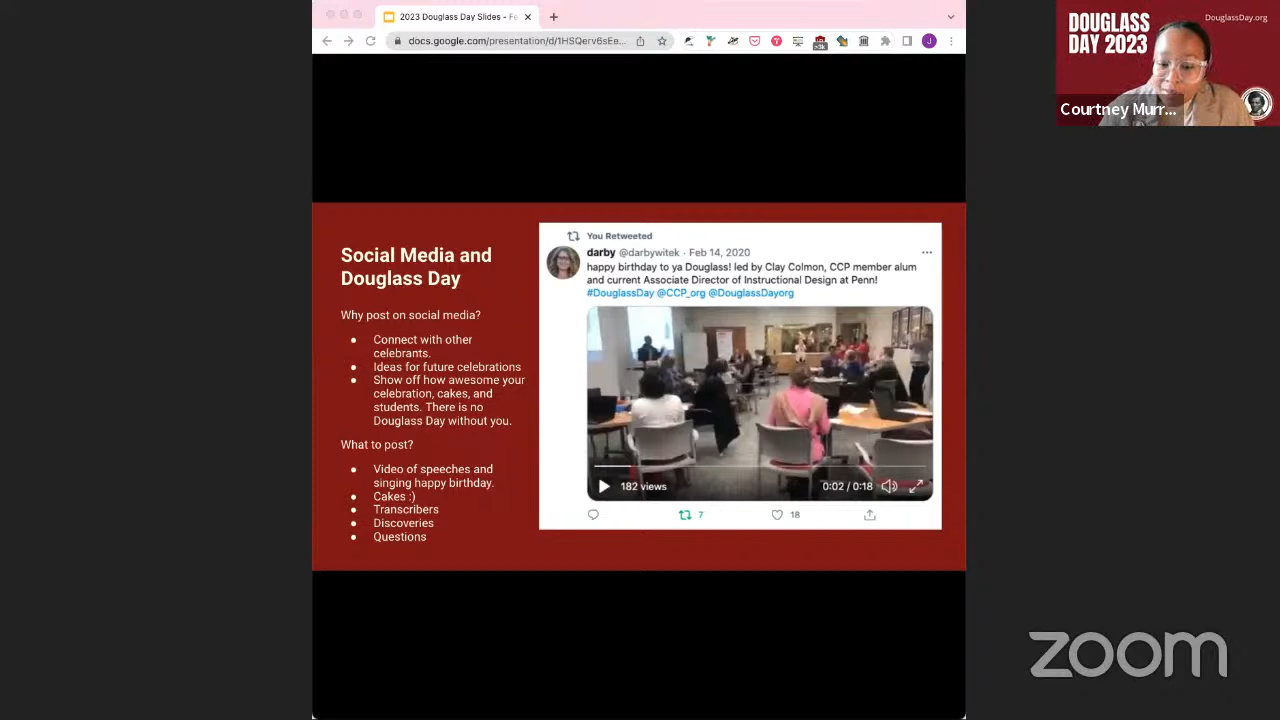 2023 Douglass Day Slides - Fe
docs.google.com/presentation/d/1HSQerv6sEe...
>3k
J
Social Media and
Douglass Day
Why post on social media?
● Connect with other
celebrants.
● Ideas for future celebrations
● Show off how awesome your
celebration, cakes, and
students. There is no
Douglass Day without you.
What to post?
● Video of speeches and
singing happy birthday.
● Cakes :)
● Transcribers
● Discoveries
● Questions
You Retweeted
darby @darbywitek · Feb 14, 2020
happy birthday to ya Douglass! led by Clay Colmon, CCP member alum
and current Associate Director of Instructional Design at Penn!
#DouglassDay @CCP_org @DouglassDayorg
182 views
0:02 / 0:18
7
18
DOUGLASS
DAY 2023
DouglassDay.org
Courtney Murr...
zoom